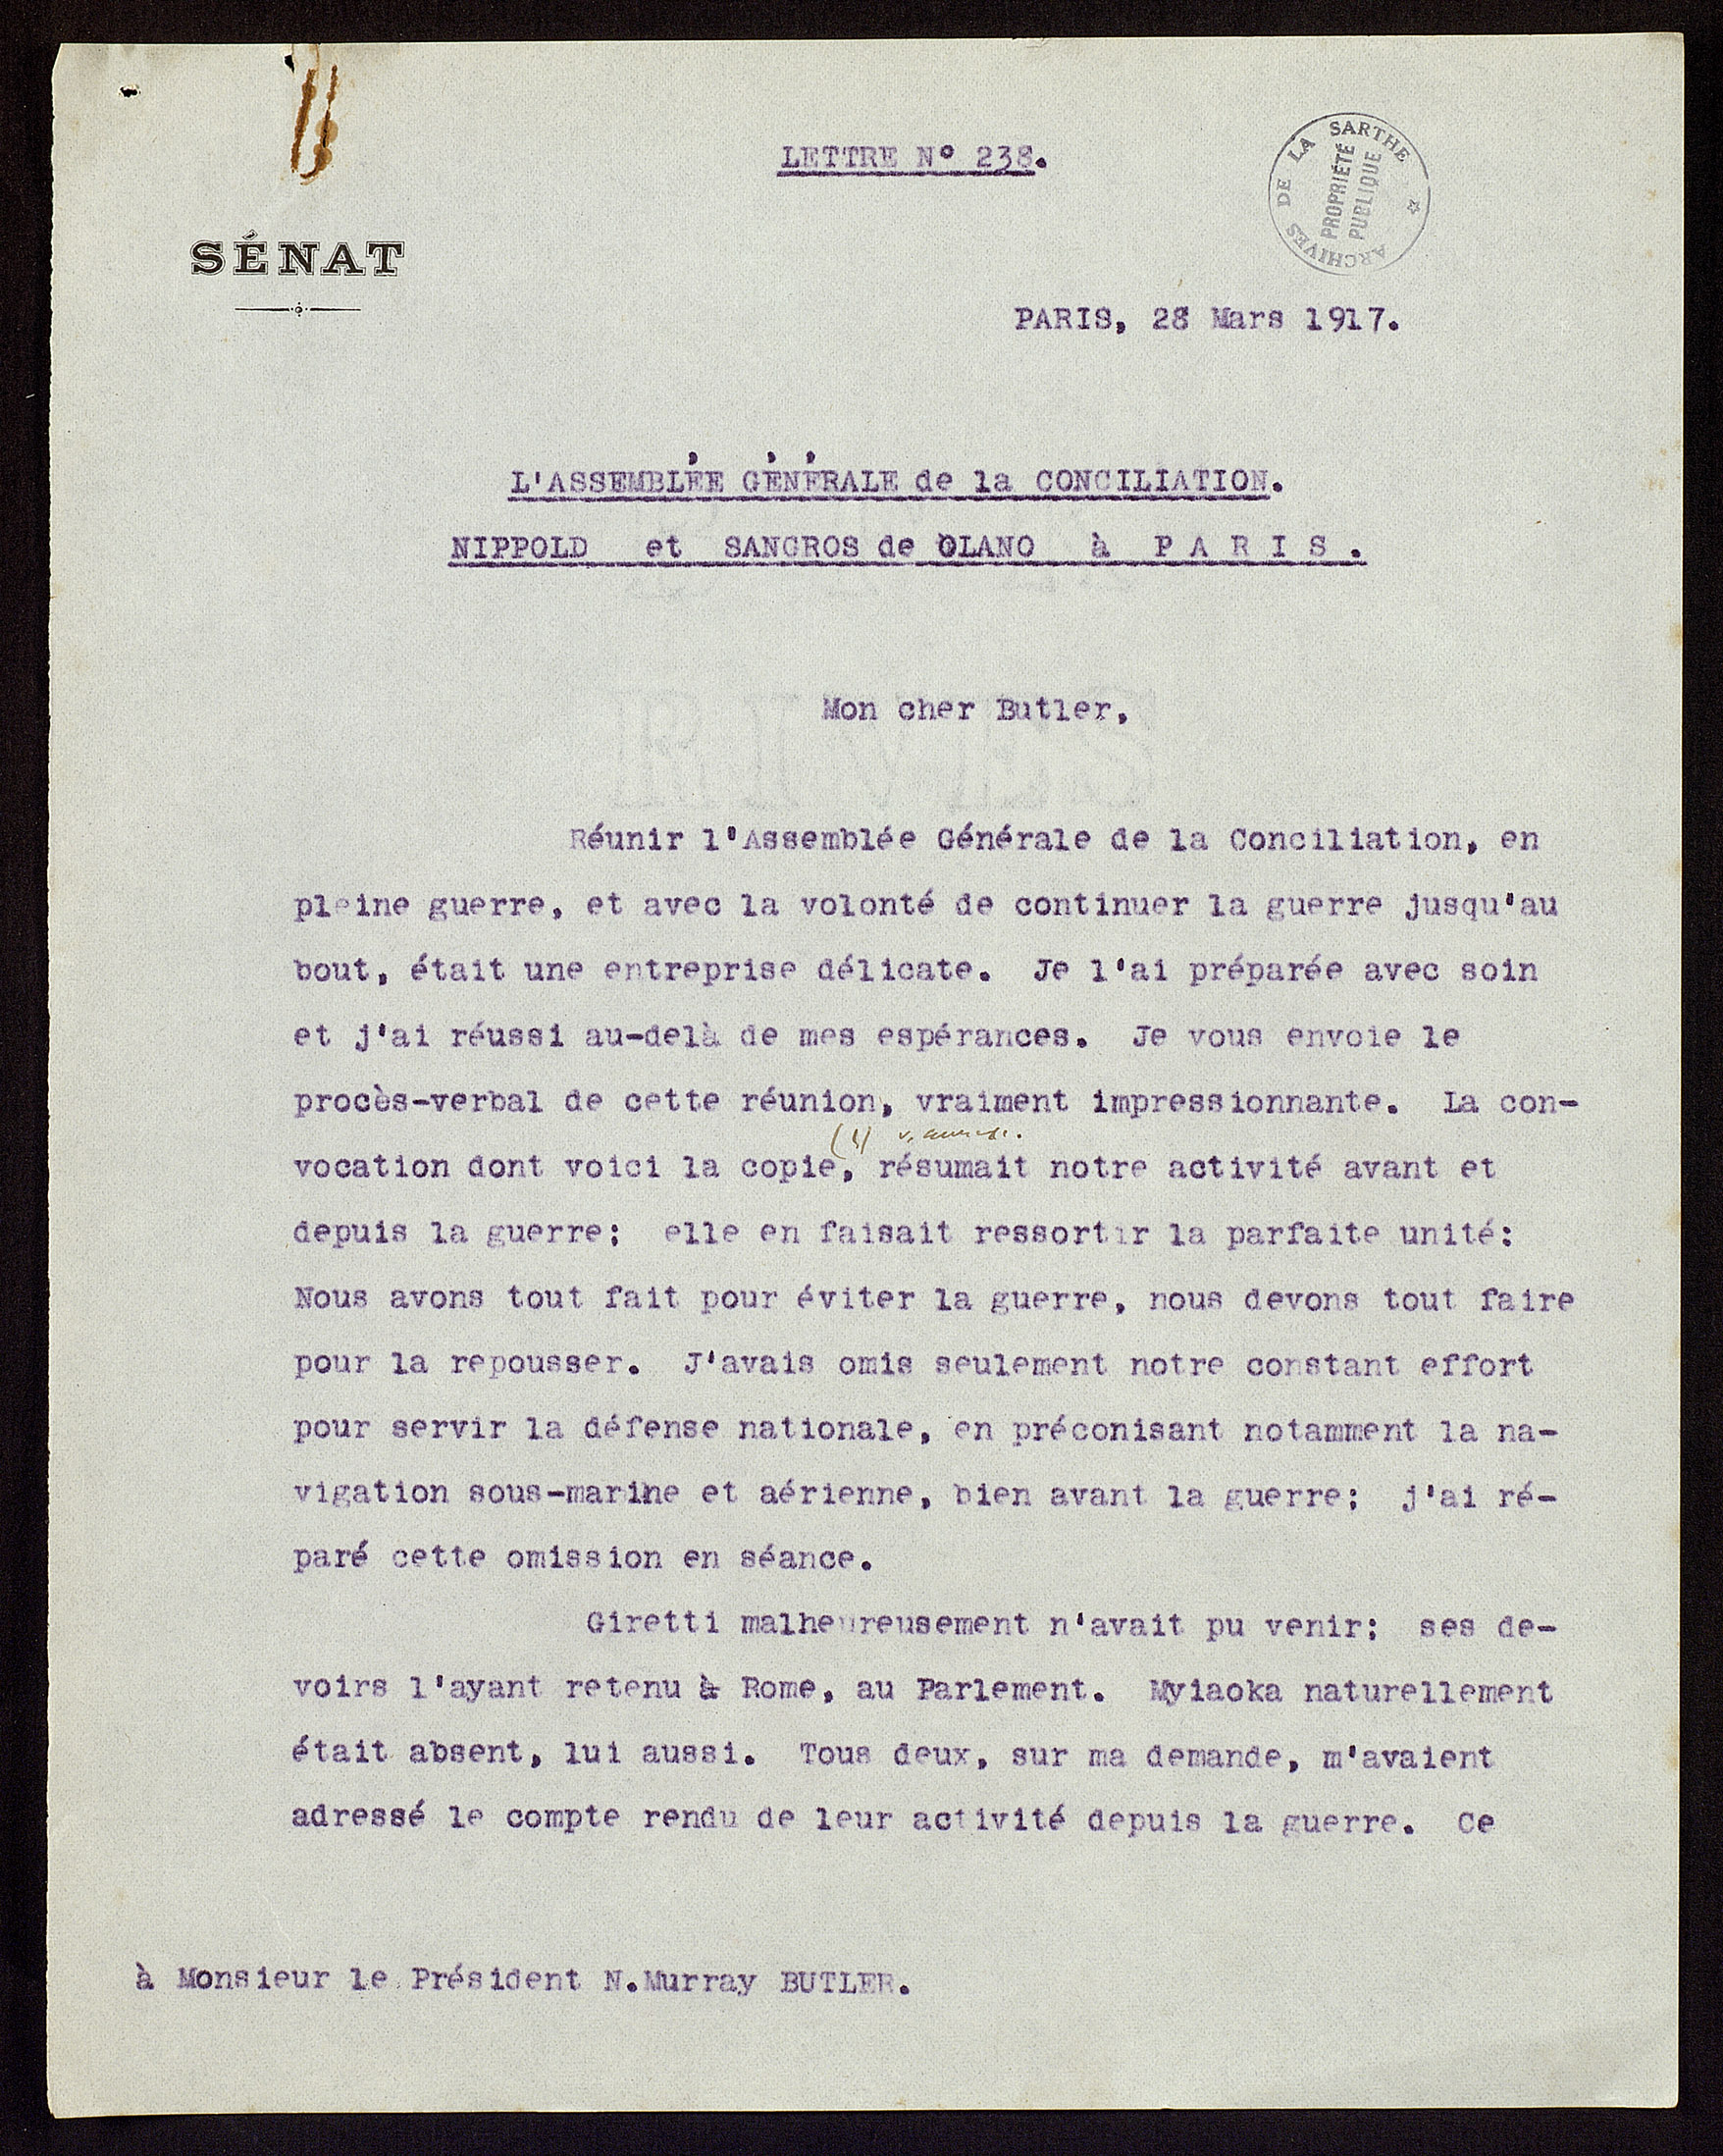 LETTRE N° 238.
ARCHIVES DE LA SARTHE
PROPRIÉTÉ
PUBLIQUE
SÉNAT
PARIS, 28 Mars 1917.
L'ASSEMBLÉE GÉNÉRALE de la CONCILIATION.
NIPPOLD et SANGROS de OLANO à P A R I S .
Mon cher Butler,
Réunir l'Assemblée Générale de la Conciliation, en
pleine guerre, et avec la volonté de continuer la guerre jusqu'au
bout, était une entreprise délicate. Je l'ai préparée avec soin
et j'ai réussi au-delà de mes espérances. Je vous envoie le
procès-verbal de cette réunion, vraiment impressionnante. La con-
(1) v.
vocation dont voici la copie, résumait notre activité avant et
depuis la guerre; elle en faisait ressortir la parfaite unité:
Nous avons tout fait pour éviter la guerre, nous devons tout faire
pour la repousser. J'avais omis seulement notre constant effort
pour servir la défense nationale, en préconisant notamment la na-
vigation sous-marine et aérienne, bien avant la guerre; j'ai ré-
paré cette omission en séance.
Giretti malheureusement n'avait pu venir; ses de-
voirs l'ayant retenu à Rome, au Parlement. Myiaoka naturellement
était absent, lui aussi. Tous deux, sur ma demande, m'avaient
adressé le compte rendu de leur activité depuis la guerre. Ce
à Monsieur le Président N.Murray BUTLER.